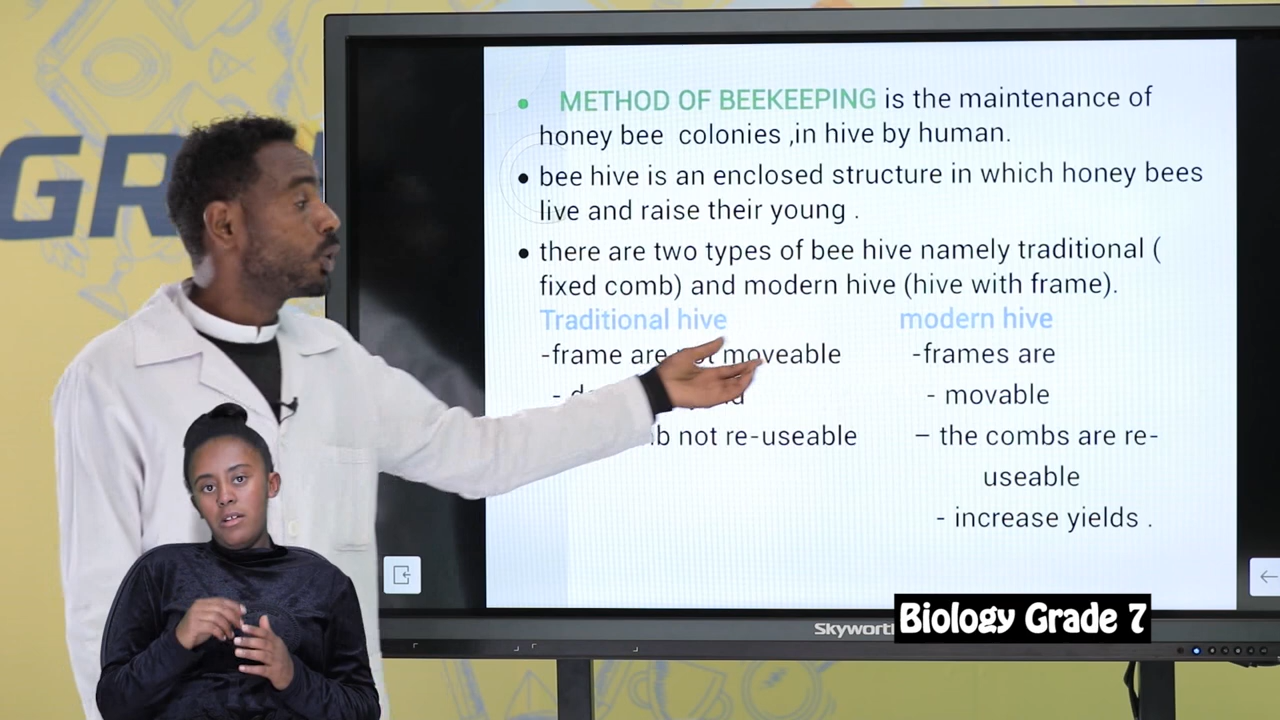 GR
• METHOD OF BEEKEEPING is the maintenance of
honey bee colonies ,in hive by human.
• bee hive is an enclosed structure in which honey bees
live and raise their young .
• there are two types of bee hive namely traditional (
fixed comb) and modern hive (hive with frame).
Traditional hive
-frame are not moveable
-
not re-useable
modern hive
-frames are
- movable
– the combs are re-
useable
- increase yields .
Biology Grade 7
Skyworth